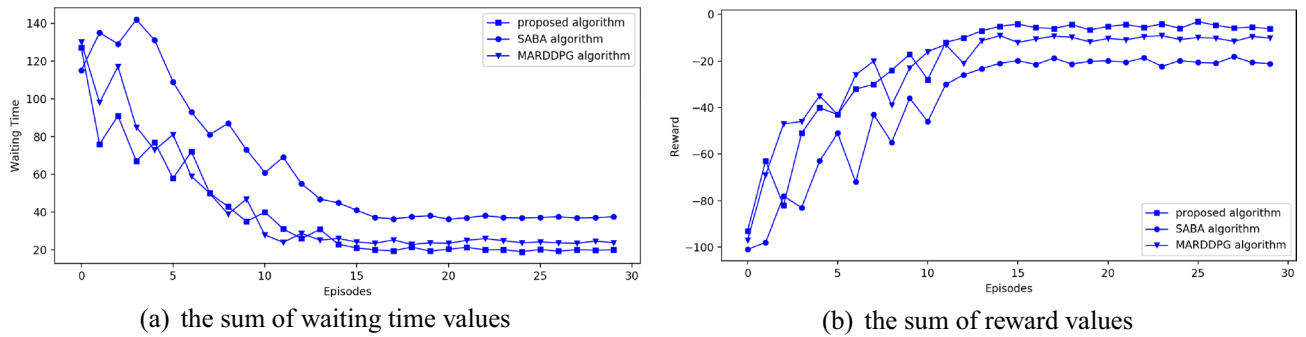 140
120
100
80
60
40
20
Waiting Time
proposed algorithm
SABA algorithm
MARDDPG algorithm
0 5 10 15 20 25 30
Episodes
(a) the sum of waiting time values
0
−20
−40
−60
−80
−100
Reward
proposed algorithm
SABA algorithm
MARDDPG algorithm
0 5 10 15 20 25 30
Episodes
(b) the sum of reward values